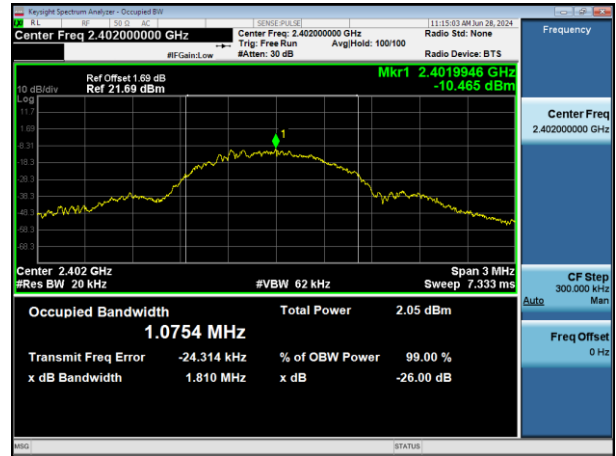 Keysight Spectrum Analyzer - Occupied BW
RL RF 50 Ω AC SENSE:PULSE 11:15:03 AM Jun 28, 2024
Center Freq 2.402000000 GHz Center Freq: 2.402000000 GHz Radio Std: None Frequency
Trig: Free Run Avg|Hold: 100/100
#IFGain:Low #Atten: 30 dB Radio Device: BTS
Ref Offset 1.69 dB Mkr1 2.4019946 GHz
10 dB/div Ref 21.69 dBm -10.465 dBm
Log
11.7
1.69
-8.31
-18.3
-28.3
-38.3
-48.3
-58.3
-68.3
1
Center Freq
2.402000000 GHz
Center 2.402 GHz Span 3 MHz
#Res BW 20 kHz #VBW 62 kHz Sweep 7.333 ms
CF Step
300.000 kHz
Auto Man
Occupied Bandwidth Total Power 2.05 dBm
1.0754 MHz
Transmit Freq Error -24.314 kHz % of OBW Power 99.00 %
x dB Bandwidth 1.810 MHz x dB -26.00 dB
Freq Offset
0 Hz
MSG STATUS